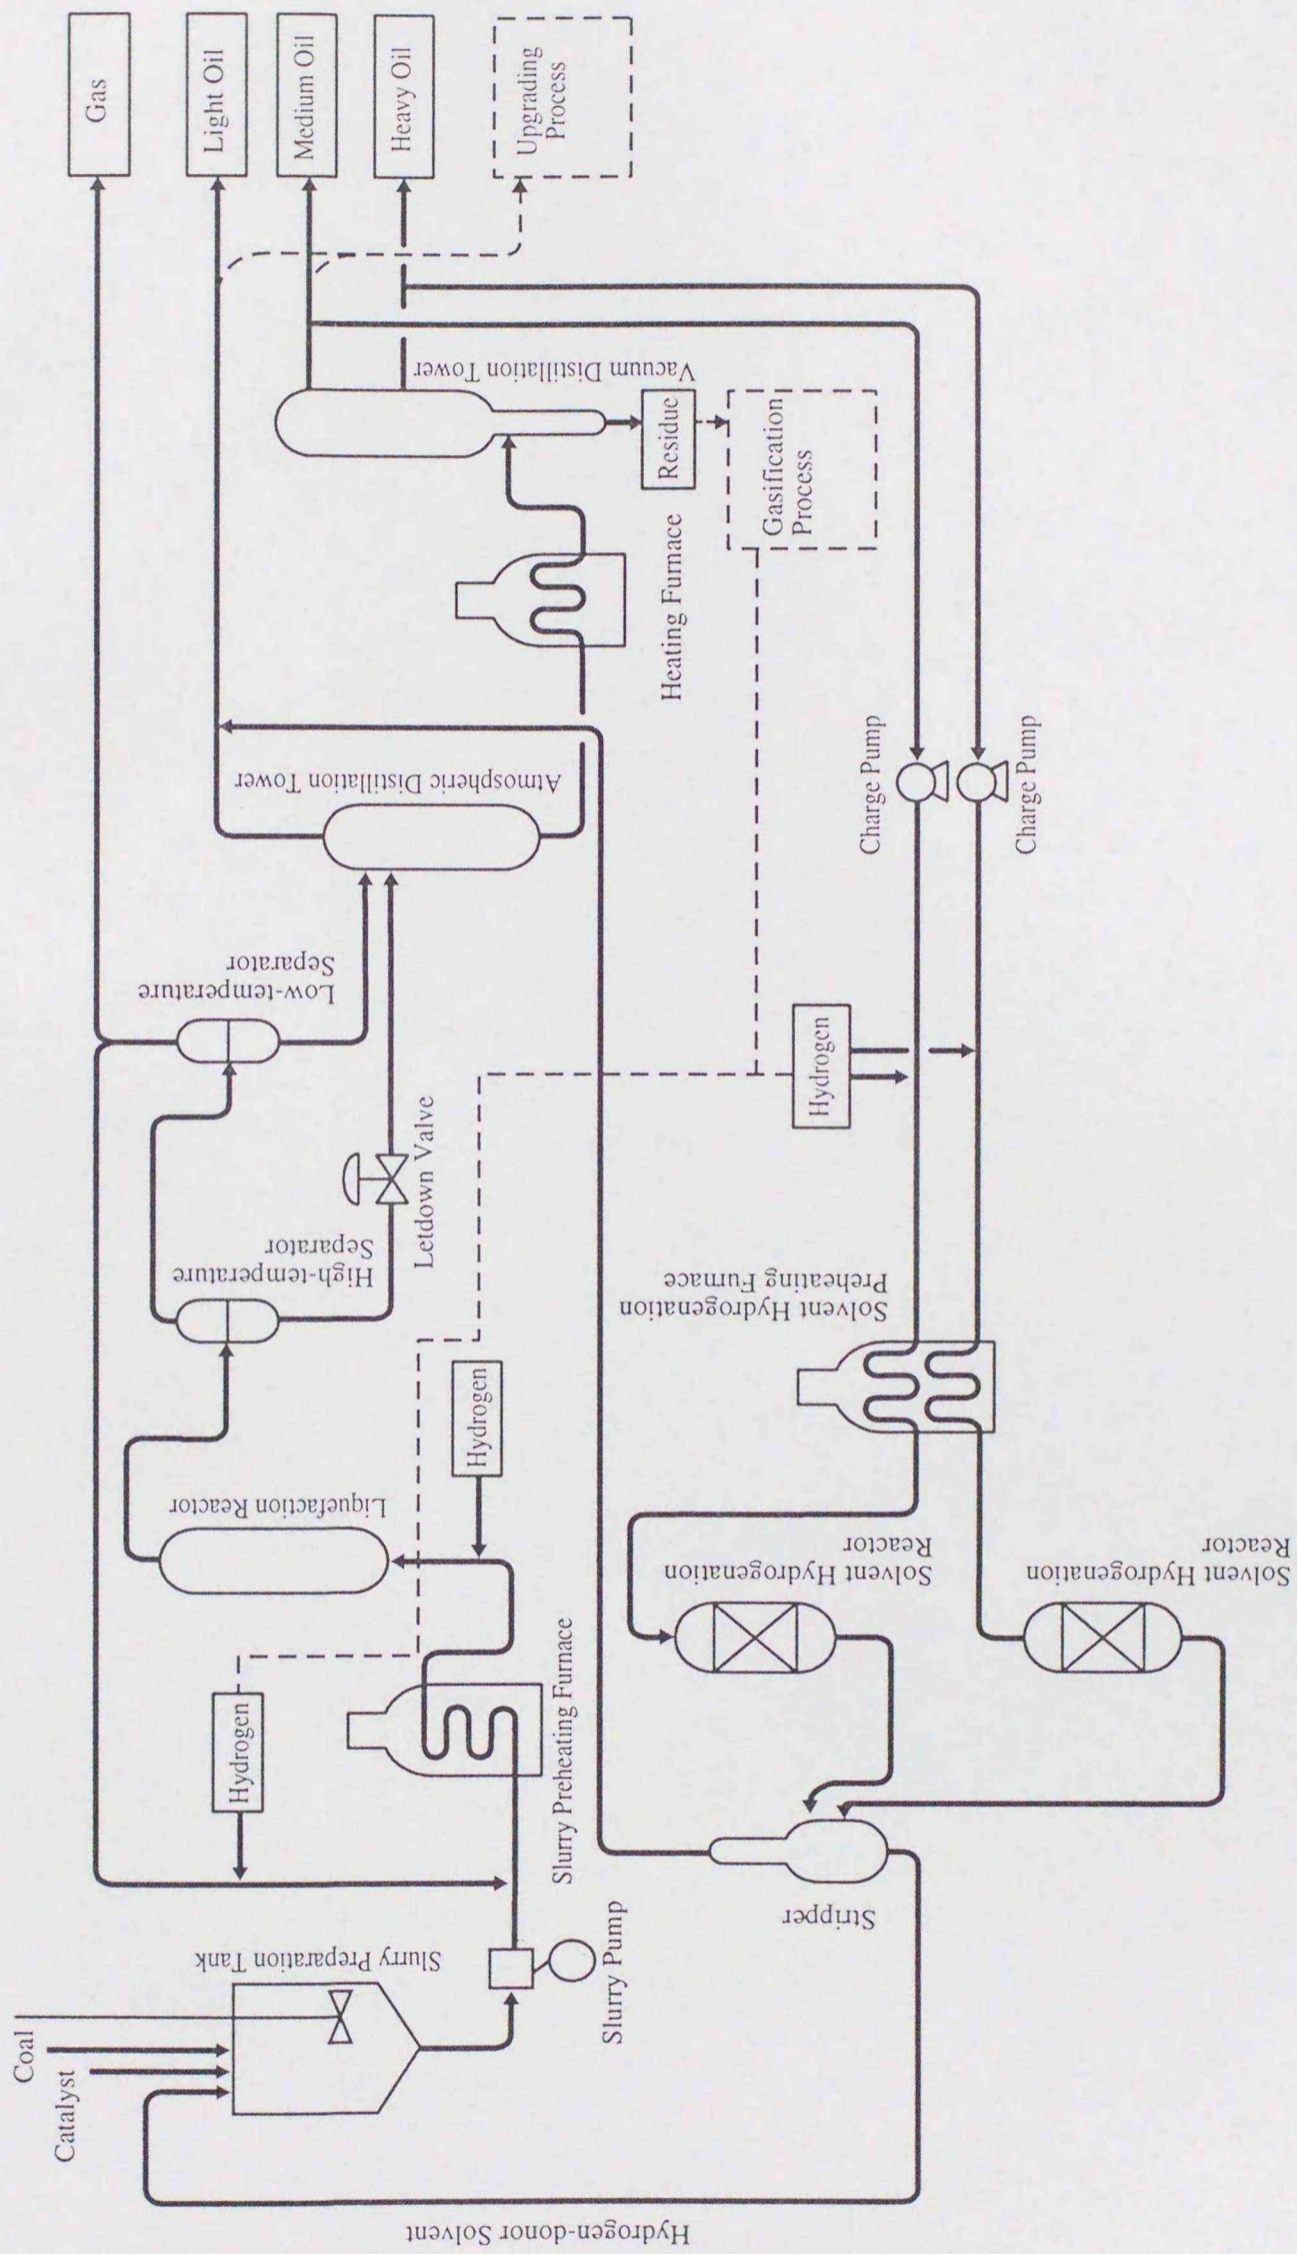 Gas
Light Oil
Medium Oil
Heavy Oil
Upgrading
Process
Vacuum Distillation Tower
Residue
Gasification
Process
Heating Furnace
Atmospheric Distillation Tower
Charge Pump
Charge Pump
Low-temperature
Separator
Hydrogen
Letdown Valve
High-temperature
Separator
Solvent Hydrogenation
Preheating Furnace
Hydrogen
Liquefaction Reactor
Solvent Hydrogenation
Reactor
Solvent Hydrogenation
Reactor
Hydrogen
Slurry Preheating Furnace
Stripper
Slurry Preparation Tank
Slurry Pump
Coal
Catalyst
Hydrogen-donor Solvent